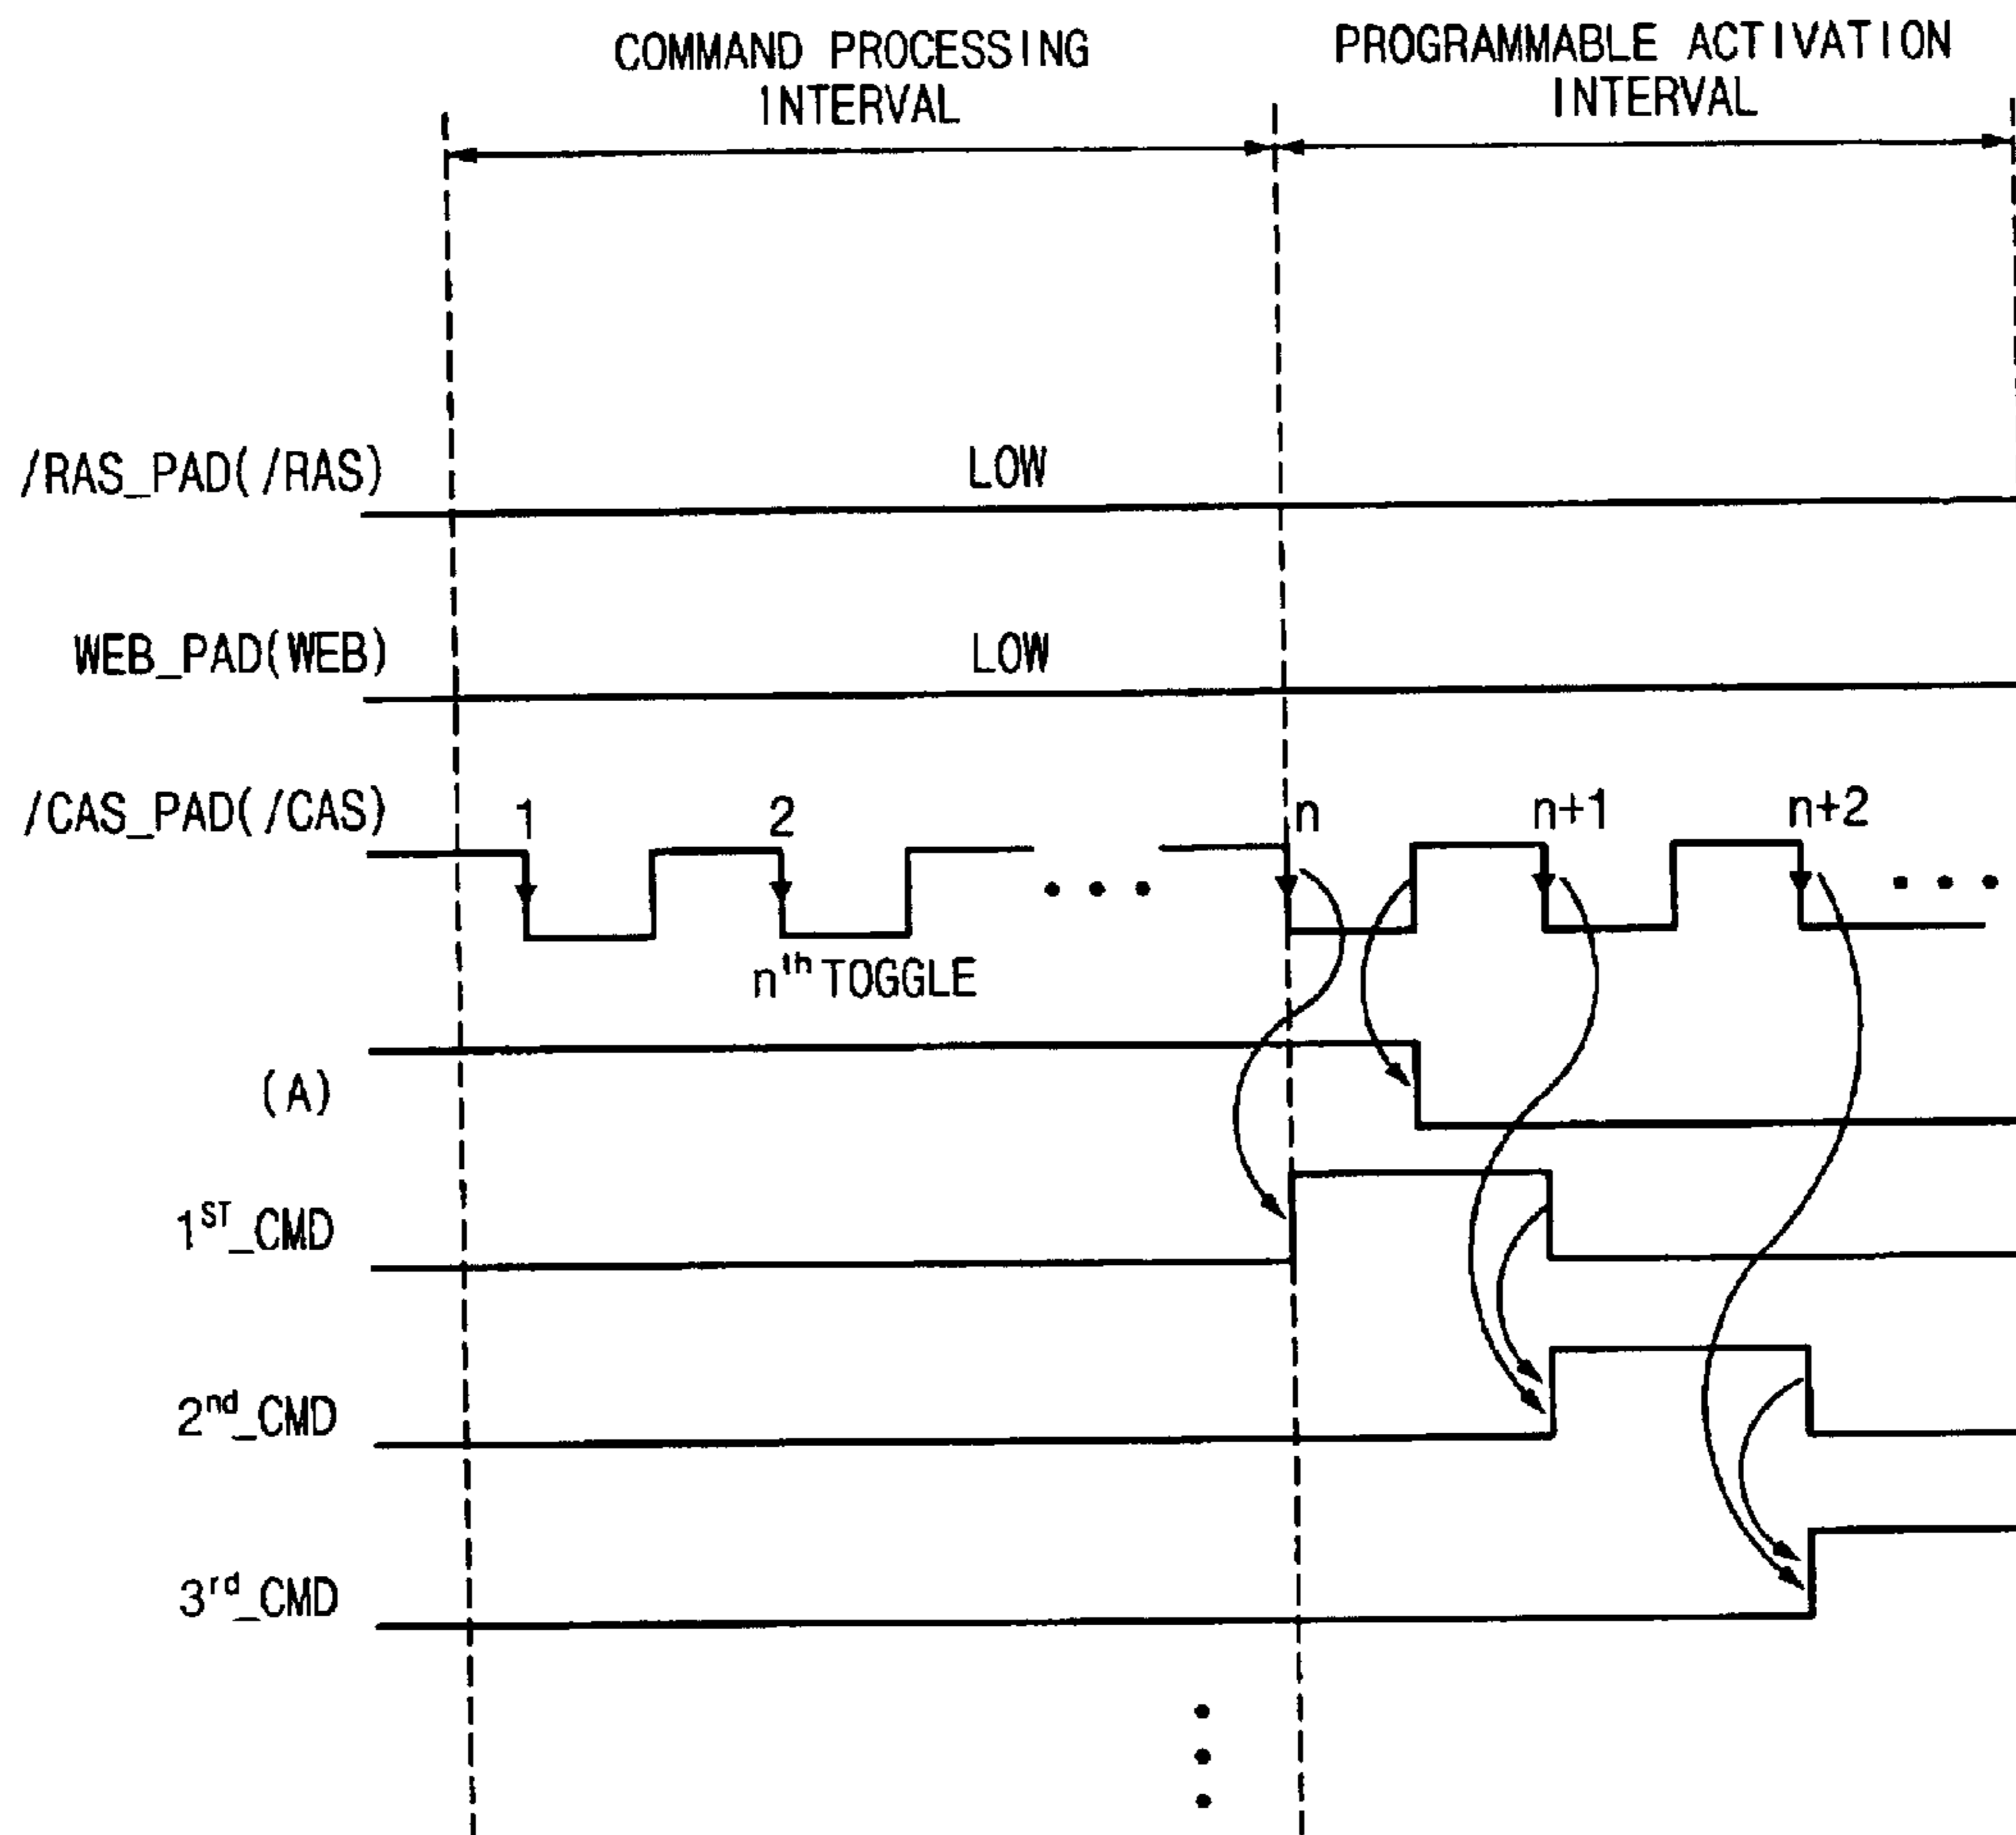 COMMAND PROCESSING
INTERVAL
PROGRAMMABLE ACTIVATION
INTERVAL
/RAS_PAD(/RAS)
LOW
WEB_PAD(WEB)
LOW
/CAS_PAD(/CAS)
1
2
n
n+1
n+2
nth TOGGLE
(A)
1ST_CMD
2nd_CMD
3rd_CMD